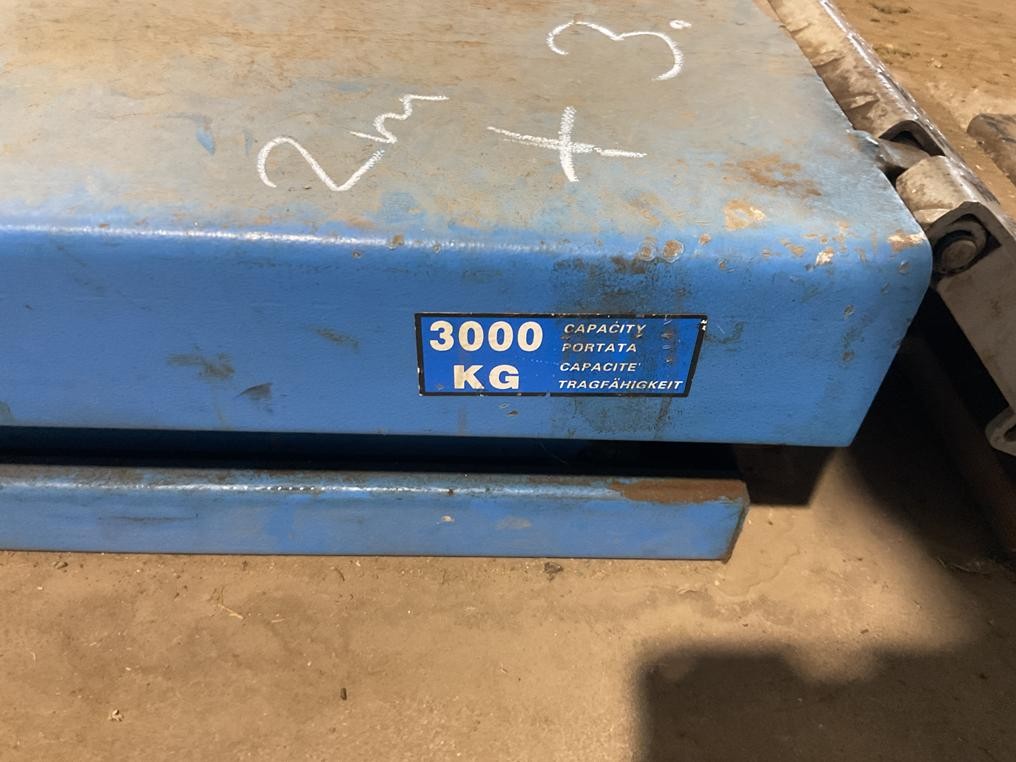 2m x 3.
3000 KG
CAPACITY
PORTATA
CAPACITE'
TRAGFÄHIGKEIT